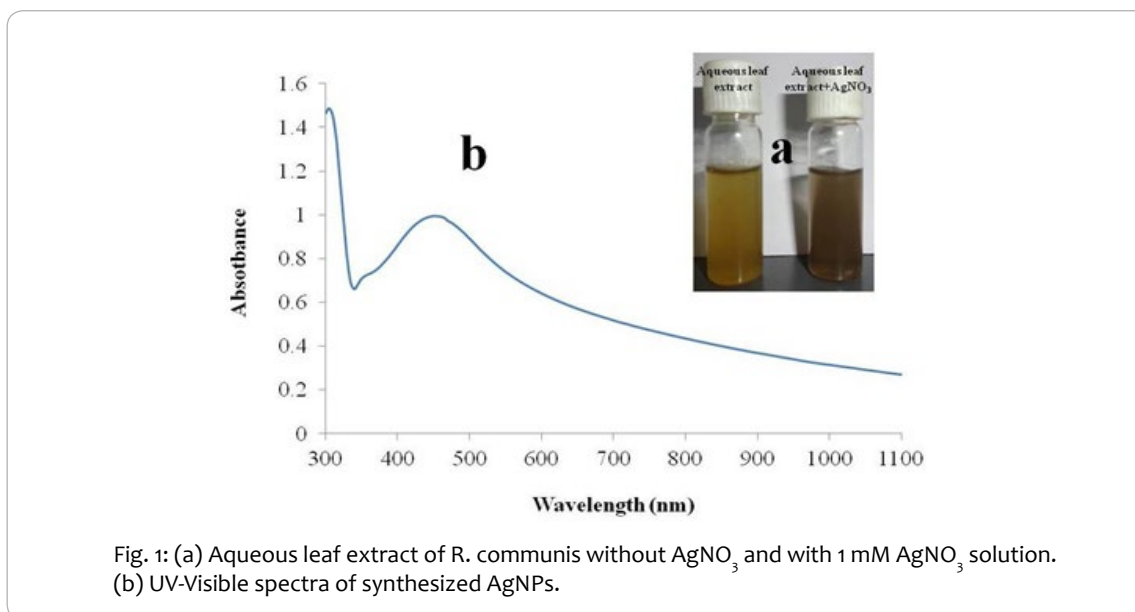 Aqueous leaf
extract
Aqueous leaf
extract+AgNO₃
a
b
1.6
1.4
1.2
1
0.8
0.6
0.4
0.2
0
Absotbance
300 400 500 600 700 800 900 1000 1100
Wavelength (nm)
Fig. 1: (a) Aqueous leaf extract of R. communis without AgNO₃ and with 1 mM AgNO₃ solution.
(b) UV-Visible spectra of synthesized AgNPs.